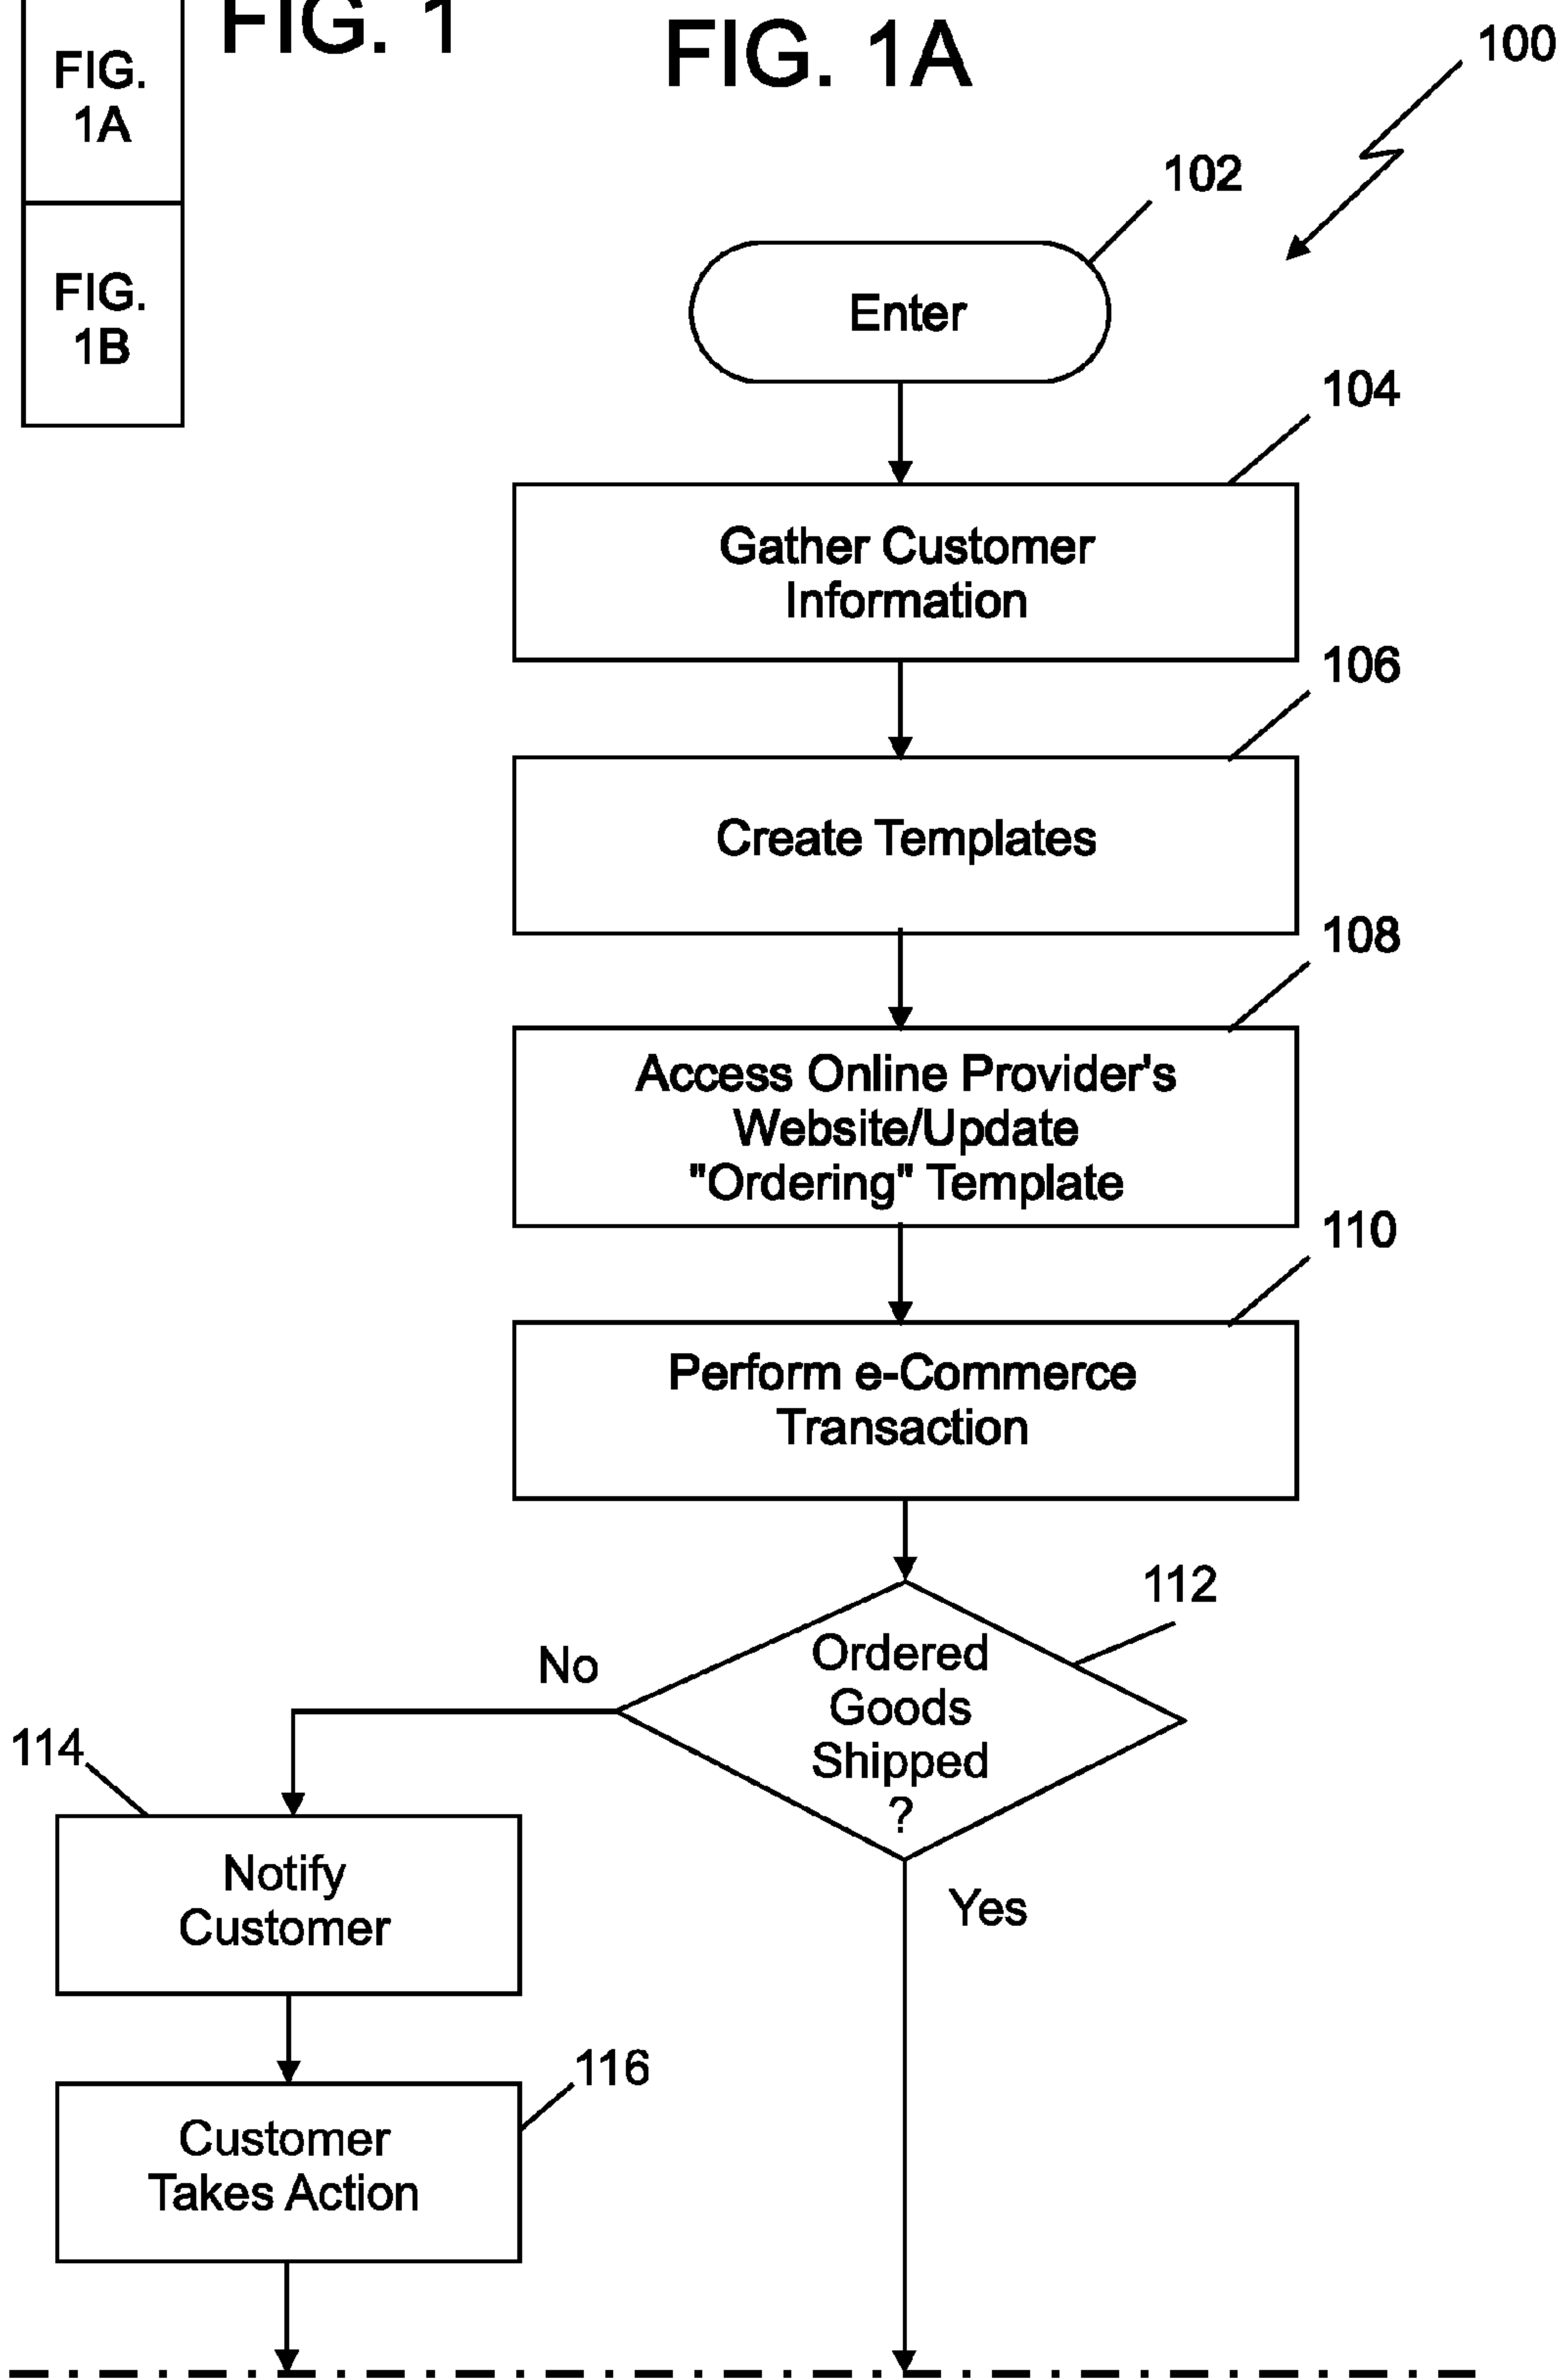 FIG. 1
FIG. 1A
100
FIG.
1A
FIG.
1B
102
Enter
104
Gather Customer
Information
106
Create Templates
108
Access Online Provider's
Website/Update
"Ordering" Template
110
Perform e-Commerce
Transaction
112
Ordered
Goods
Shipped
?
No
Yes
114
Notify
Customer
116
Customer
Takes Action